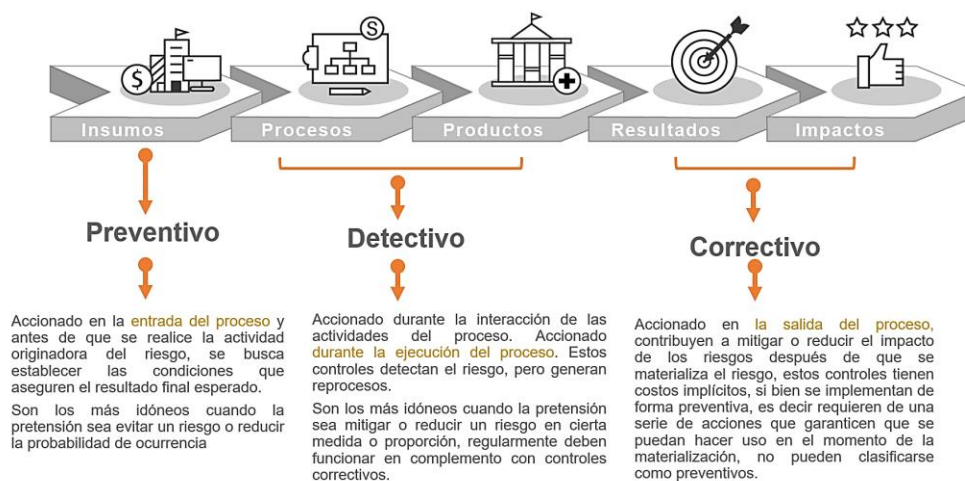 $
S
Insumos
Procesos
Productos
Resultados
Impactos
Preventivo
Detectivo
Correctivo
Accionado en la entrada del proceso y
antes de que se realice la actividad
originadora del riesgo, se busca
establecer las condiciones que
aseguren el resultado final esperado.
Son los más idóneos cuando la
pretensión sea evitar un riesgo o reducir
la probabilidad de ocurrencia
Accionado durante la interacción de las
actividades del proceso. Accionado
durante la ejecución del proceso. Estos
controles detectan el riesgo, pero generan
reprocesos.
Son los más idóneos cuando la pretensión
sea mitigar o reducir un riesgo en cierta
medida o proporción, regularmente deben
funcionar en complemento con controles
correctivos.
Accionado en la salida del proceso,
contribuyen a mitigar o reducir el impacto
de los riesgos después de que se
materializa el riesgo, estos controles tienen
costos implícitos, si bien se implementan de
forma preventiva, es decir requieren de una
serie de acciones que garanticen que se
puedan hacer uso en el momento de la
materialización, no pueden clasificarse
como preventivos.